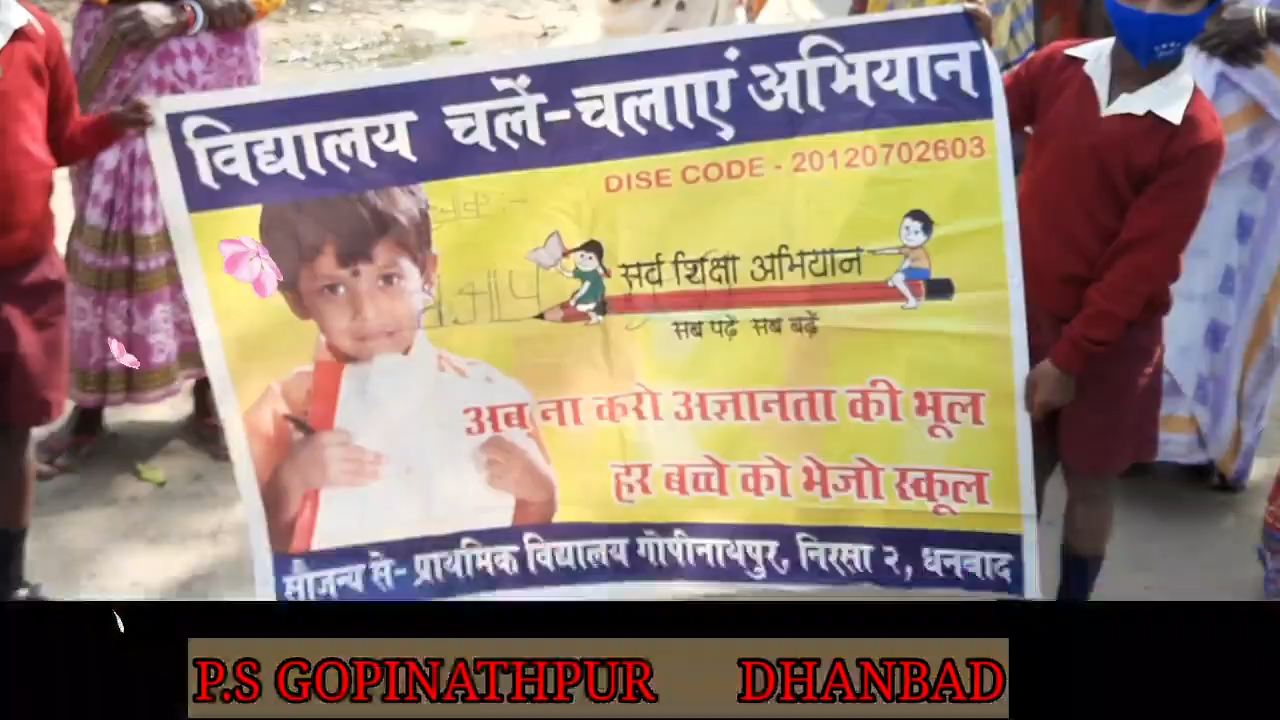 विद्यालय चलें-चलाएं अभियान
DISE CODE - 20120702603
सर्व शिक्षा अभियान
सब पढ़ें सब बढ़ें
अब ना करो अज्ञानता की भूल
हर बच्चे को भेजो स्कूल
सौजन्य से- प्राथमिक विद्यालय गोपीनाथपुर, निरसा २, धनबाद
P.S GOPINATHPUR DHANBAD